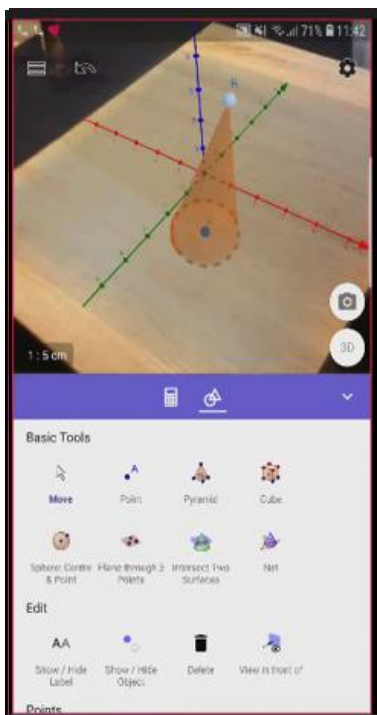 71% 11:42
1 : 5 cm
3D
Basic Tools
Move
Point
Pyramid
Cube
Sphere: Centre
& Point
Plane through 3
Points
Intersect Two
Surfaces
Net
Edit
AA
Show / Hide
Label
Show / Hide
Object
Delete
View in front of
Points